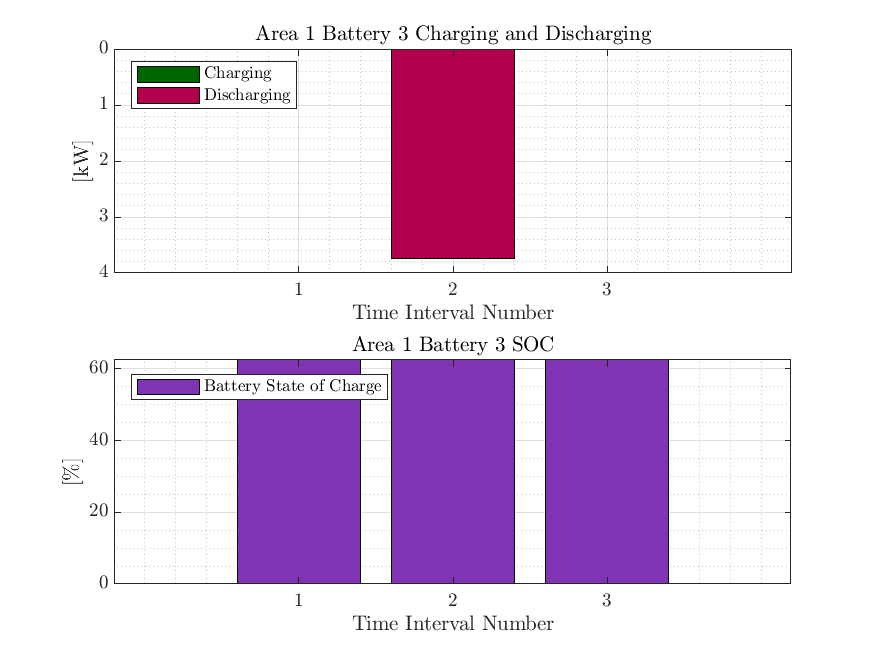 Area 1 Battery 3 Charging and Discharging
0
1
2
3
4
[kW]
Charging
Discharging
1 2 3
Time Interval Number
Area 1 Battery 3 SOC
60
40
20
0
[%]
Battery State of Charge
1 2 3
Time Interval Number